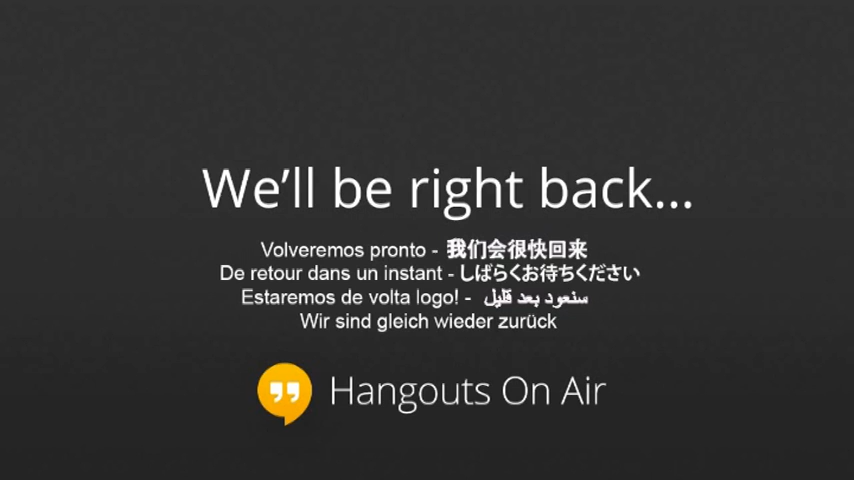 We'll be right back...
Volveremos pronto - 我们会很快回来
De retour dans un instant - しばらくお待ちください
Estaremos de volta logo! - سنعود بعد قليل
Wir sind gleich wieder zurück
Hangouts On Air